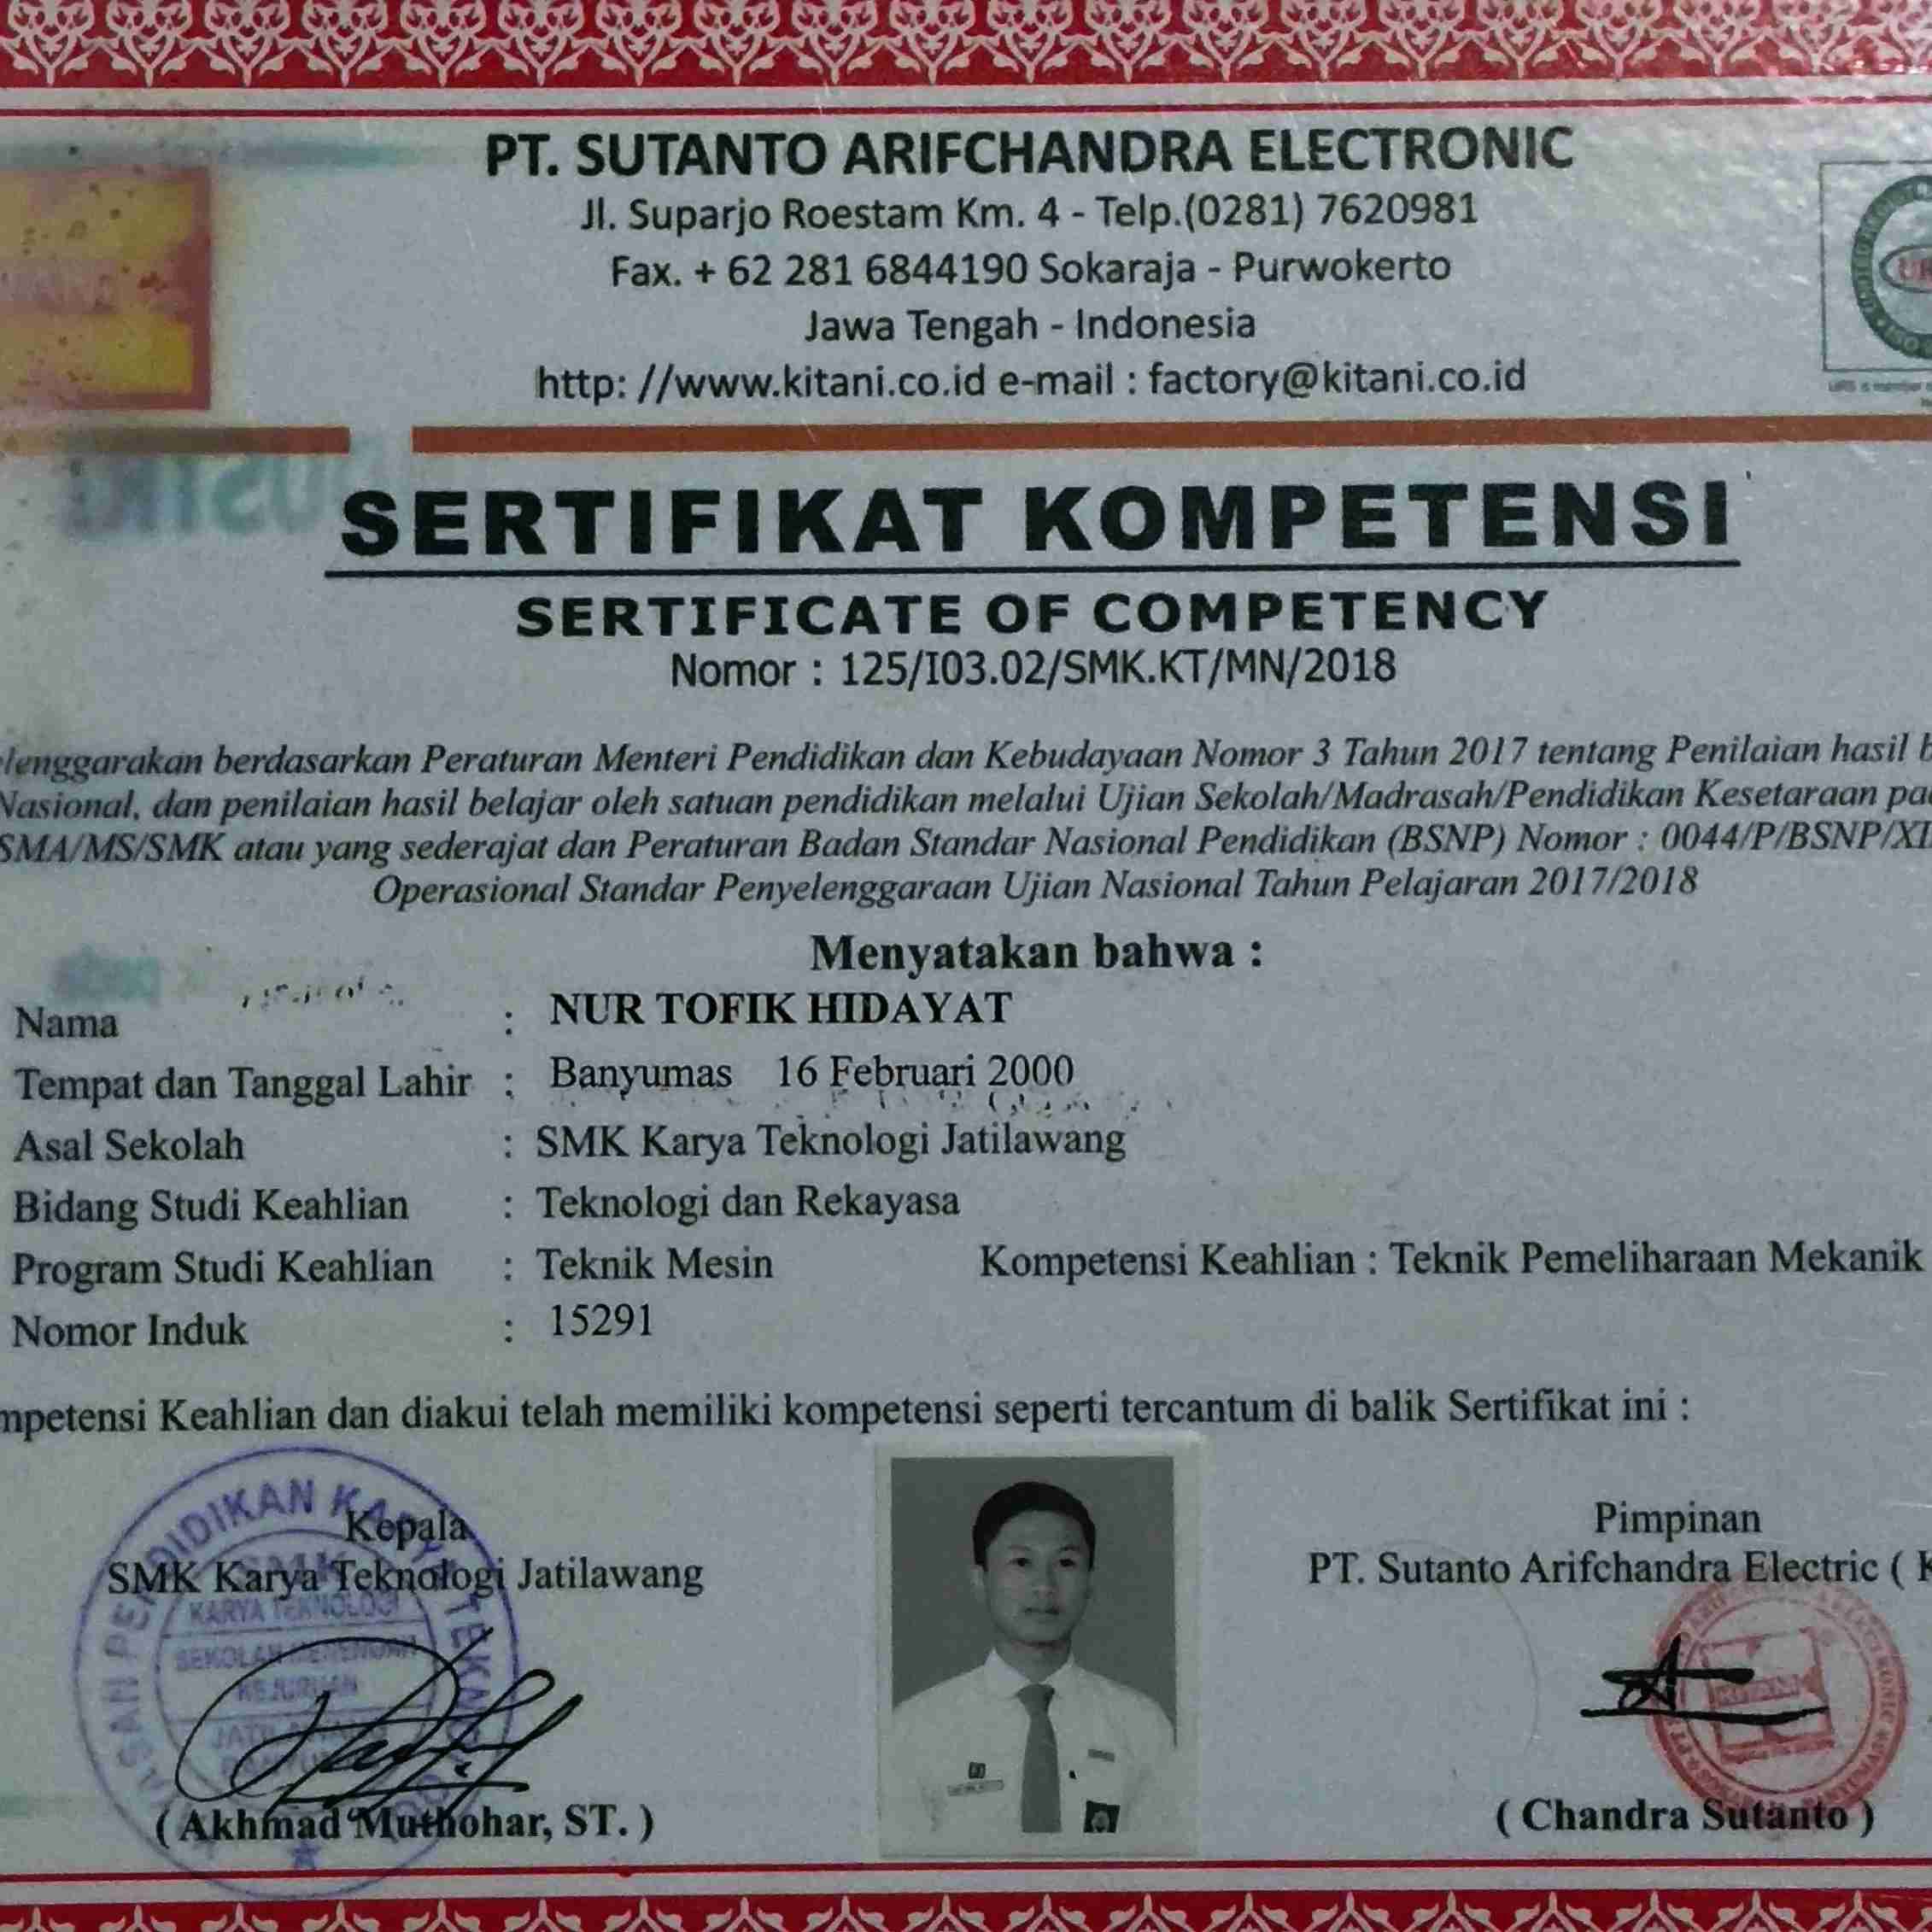 PT. SUTANTO ARIFCHANDRA ELECTRONIC
Jl. Suparjo Roestam Km. 4 - Telp.(0281) 7620981
Fax. + 62 281 6844190 Sokaraja - Purwokerto
Jawa Tengah - Indonesia
http: //www.kitani.co.id e-mail : factory@kitani.co.id
SERTIFIKAT KOMPETENSI
SERTIFICATE OF COMPETENCY
Nomor : 125/I03.02/SMK.KT/MN/2018
elenggarakan berdasarkan Peraturan Menteri Pendidikan dan Kebudayaan Nomor 3 Tahun 2017 tentang Penilaian hasil b
Nasional, dan penilaian hasil belajar oleh satuan pendidikan melalui Ujian Sekolah/Madrasah/Pendidikan Kesetaraan pa
SMA/MS/SMK atau yang sederajat dan Peraturan Badan Standar Nasional Pendidikan (BSNP) Nomor : 0044/P/BSNP/XI
Operasional Standar Penyelenggaraan Ujian Nasional Tahun Pelajaran 2017/2018
Menyatakan bahwa :
Nama : NUR TOFIK HIDAYAT
Tempat dan Tanggal Lahir : Banyumas 16 Februari 2000
Asal Sekolah : SMK Karya Teknologi Jatilawang
Bidang Studi Keahlian : Teknologi dan Rekayasa
Program Studi Keahlian : Teknik Mesin Kompetensi Keahlian : Teknik Pemeliharaan Mekanik
Nomor Induk : 15291
mpetensi Keahlian dan diakui telah memiliki kompetensi seperti tercantum di balik Sertifikat ini :
Kepala
SMK Karya Teknologi Jatilawang
SMK
KARYA TEKNOLOGI
SEKOLAH MENENGAH
KEJURUAN
( Akhmad Muthohar, ST. )
Pimpinan
PT. Sutanto Arifchandra Electric ( K
( Chandra Sutanto )